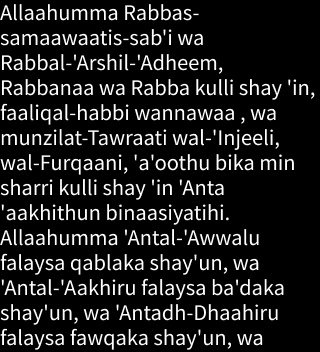 Allaahumma Rabbas-
samaawaatis-sab'i wa
Rabbal-'Arshil-'Adheem,
Rabbanaa wa Rabba kulli shay 'in,
faaliqal-habbi wannawaa , wa
munzilat-Tawraati wal-'Injeeli,
wal-Furqaani, 'a'oothu bika min
sharri kulli shay 'in 'Anta
'aakhithun binaasiyatihi.
Allaahumma 'Antal-'Awwalu
falaysa qablaka shay'un, wa
'Antal-'Aakhiru falaysa ba'daka
shay'un, wa 'Antadh-Dhaahiru
falaysa fawqaka shay'un, wa